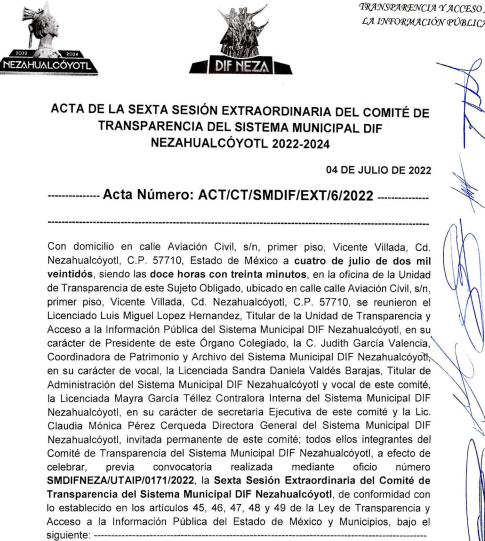 TRANSPARENCIA Y ACCESO
LA INFORMACIÓN PÚBLICA
2022 2024
NEZAHUALCÓYOTL
DIF NEZA
ACTA DE LA SEXTA SESIÓN EXTRAORDINARIA DEL COMITÉ DE
TRANSPARENCIA DEL SISTEMA MUNICIPAL DIF
NEZAHUALCÓYOTL 2022-2024
04 DE JULIO DE 2022
--------------- Acta Número: ACT/CT/SMDIF/EXT/6/2022 ---------------
Con domicilio en calle Aviación Civil, s/n, primer piso, Vicente Villada, Cd.
Nezahualcóyotl, C.P. 57710, Estado de México a cuatro de julio de dos mil
veintidós, siendo las doce horas con treinta minutos, en la oficina de la Unidad
de Transparencia de este Sujeto Obligado, ubicado en calle calle Aviación Civil, s/n,
primer piso, Vicente Villada, Cd. Nezahualcóyotl, C.P. 57710, se reunieron el
Licenciado Luis Miguel Lopez Hernandez, Titular de la Unidad de Transparencia y
Acceso a la Información Pública del Sistema Municipal DIF Nezahualcóyotl, en su
carácter de Presidente de este Órgano Colegiado, la C. Judith García Valencia,
Coordinadora de Patrimonio y Archivo del Sistema Municipal DIF Nezahualcóyotl,
en su carácter de vocal, la Licenciada Sandra Daniela Valdés Barajas, Titular de
Administración del Sistema Municipal DIF Nezahualcóyotl y vocal de este comité,
la Licenciada Mayra García Téllez Contralora Interna del Sistema Municipal DIF
Nezahualcóyotl, en su carácter de secretaria Ejecutiva de este comité y la Lic.
Claudia Mónica Pérez Cerqueda Directora General del Sistema Municipal DIF
Nezahualcóyotl, invitada permanente de este comité; todos ellos integrantes del
Comité de Transparencia del Sistema Municipal DIF Nezahualcóyotl, a efecto de
celebrar, previa convocatoria realizada mediante oficio número
SMDIFNEZA/UTAIP/0171/2022, la Sexta Sesión Extraordinaria del Comité de
Transparencia del Sistema Municipal DIF Nezahualcóyotl, de conformidad con
lo establecido en los artículos 45, 46, 47, 48 y 49 de la Ley de Transparencia y
Acceso a la Información Pública del Estado de México y Municipios, bajo el
siguiente: ---------------------------------------------------------------